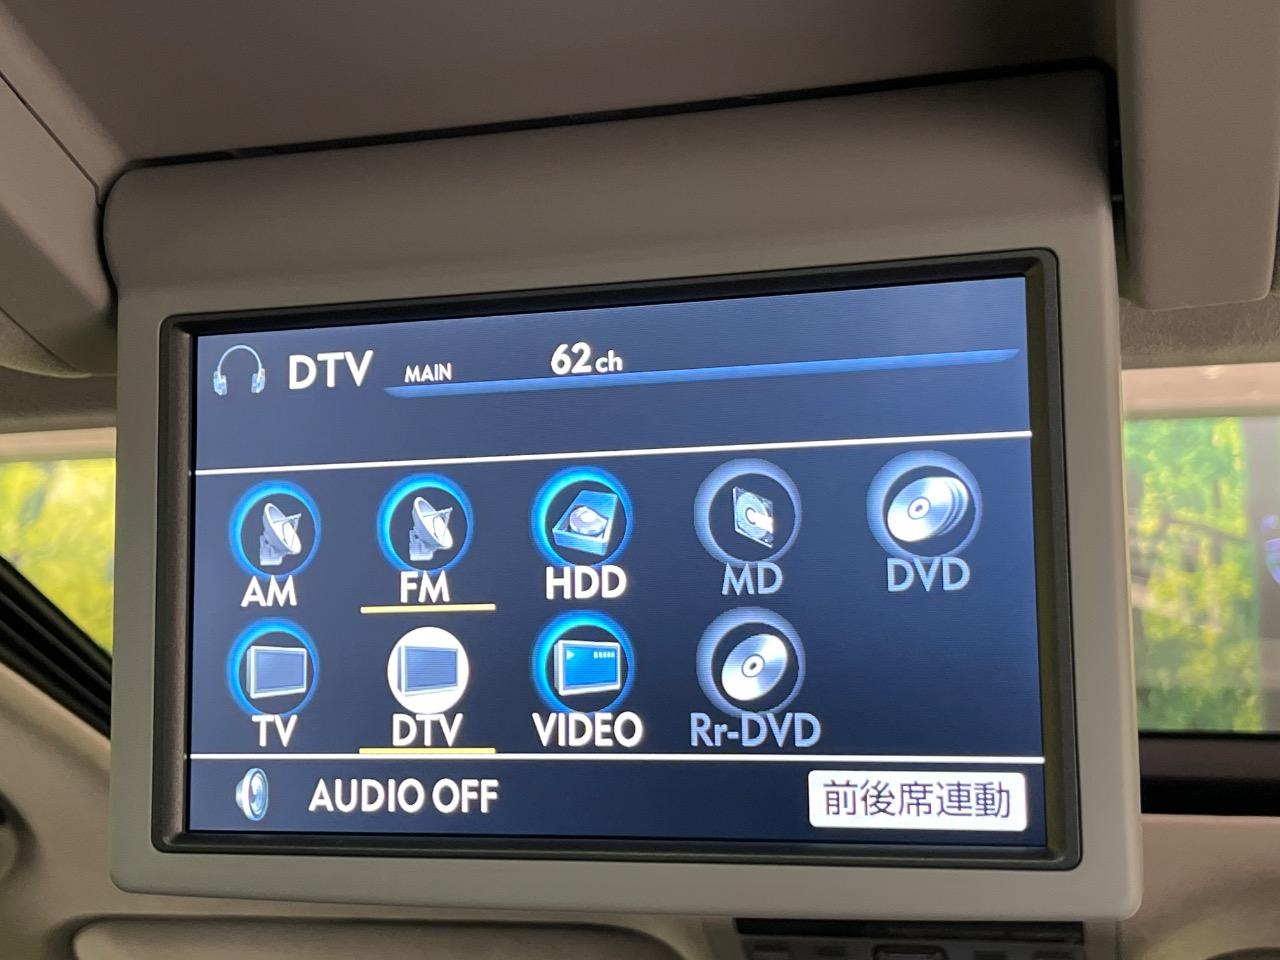 DTV MAIN 62ch
AM FM HDD MD DVD
TV DTV VIDEO Rr-DVD
AUDIO OFF 前後席連動